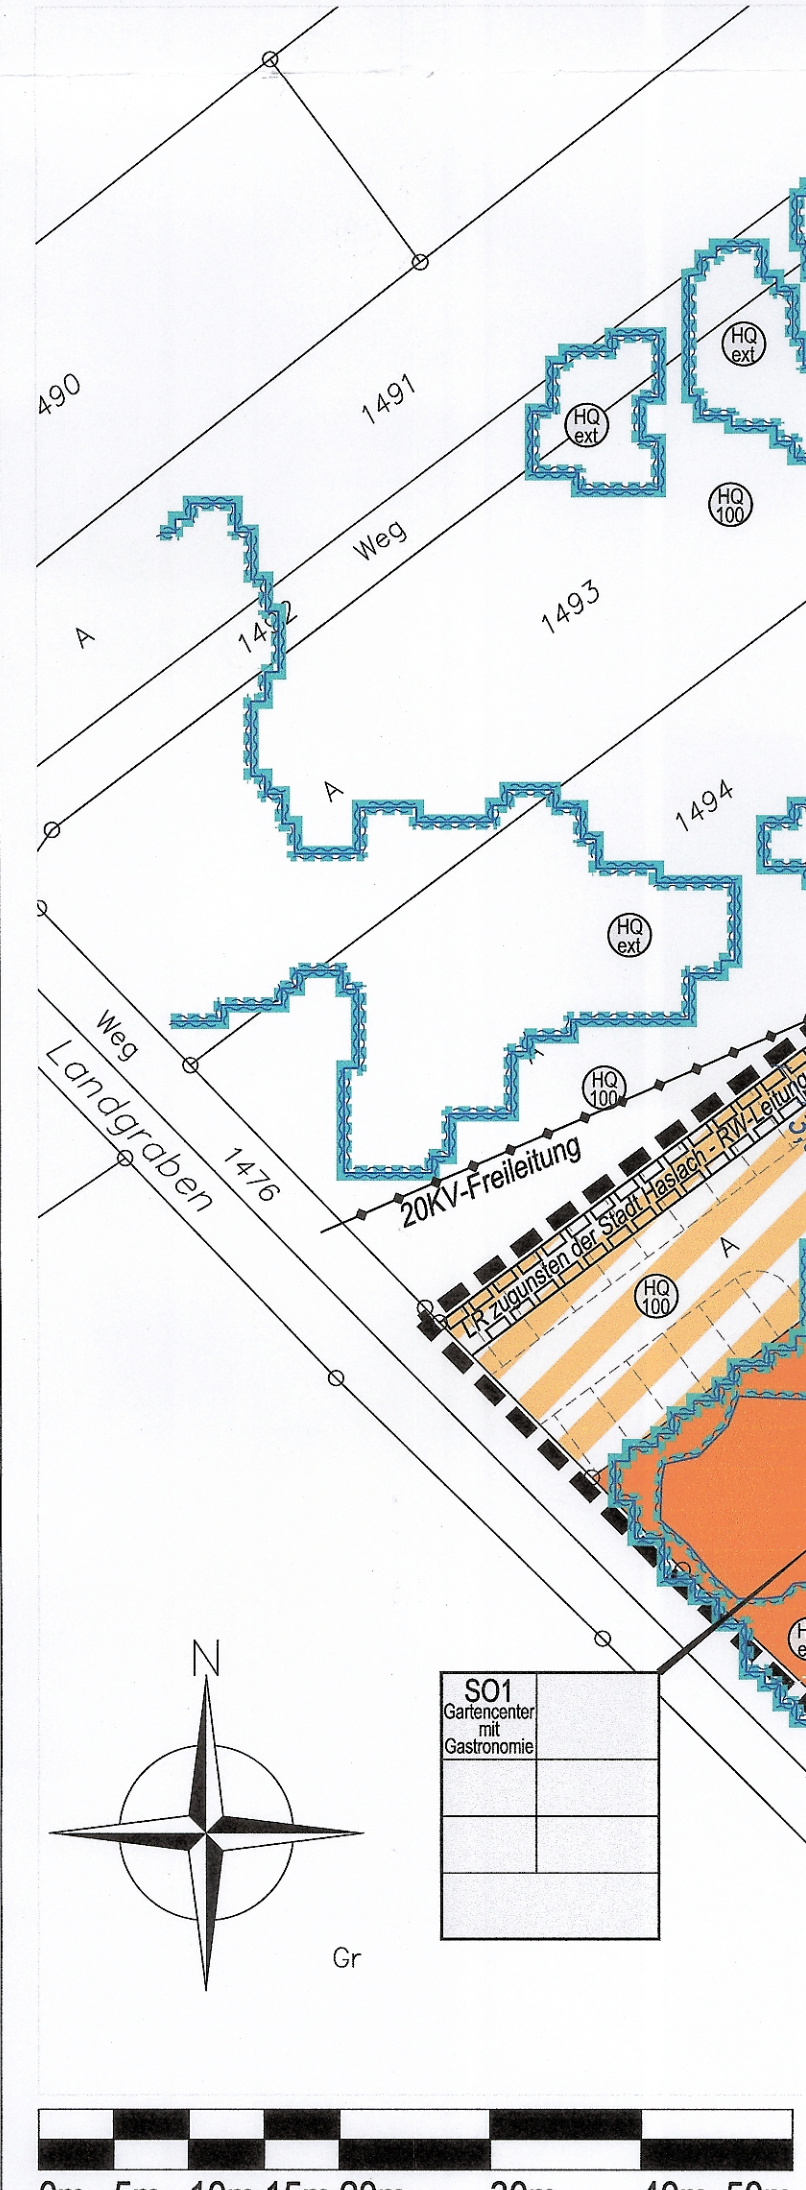 HQ
ext
490
1491
HQ
ext
HQ
100
Weg
1493
1492
A
A
1494
HQ
ext
Weg
Landgraben
HQ
100
1476
20KV-Freileitung
LR zugunsten der Stadt Haslach - RW-Leitung
A
HQ
100
N
SO1
Gartencenter
mit
Gastronomie
Gr